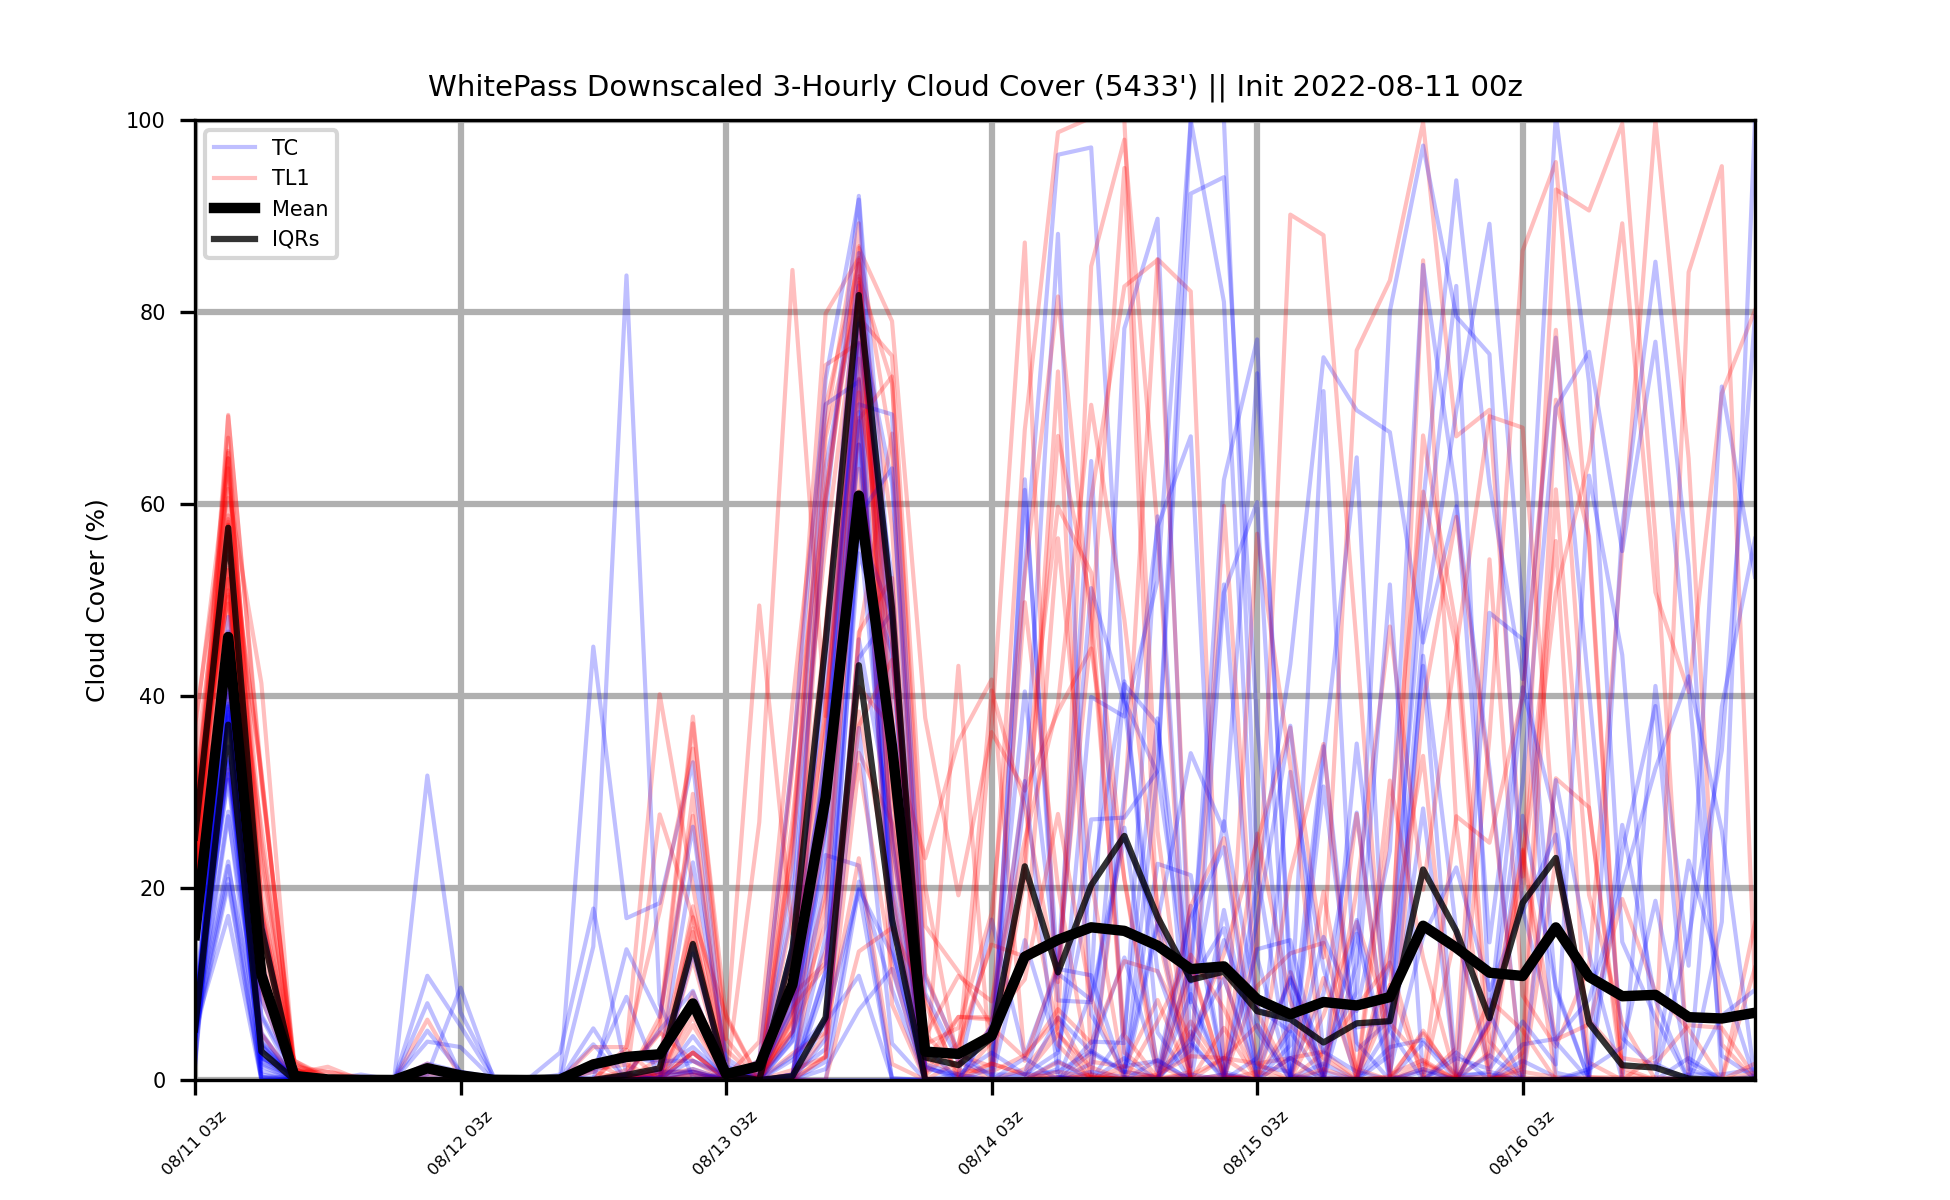 WhitePass Downscaled 3-Hourly Cloud Cover (5433') || Init 2022-08-11 00z
100
80
60
40
20
0
Cloud Cover (%)
TC
TL1
Mean
IQRs
08/11 03z
08/12 03z
08/13 03z
08/14 03z
08/15 03z
08/16 03z